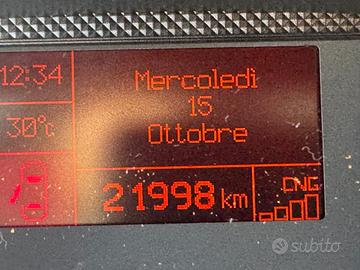 12:34
Mercoledì
15
Ottobre
30°c
21998 km
CNG
subito